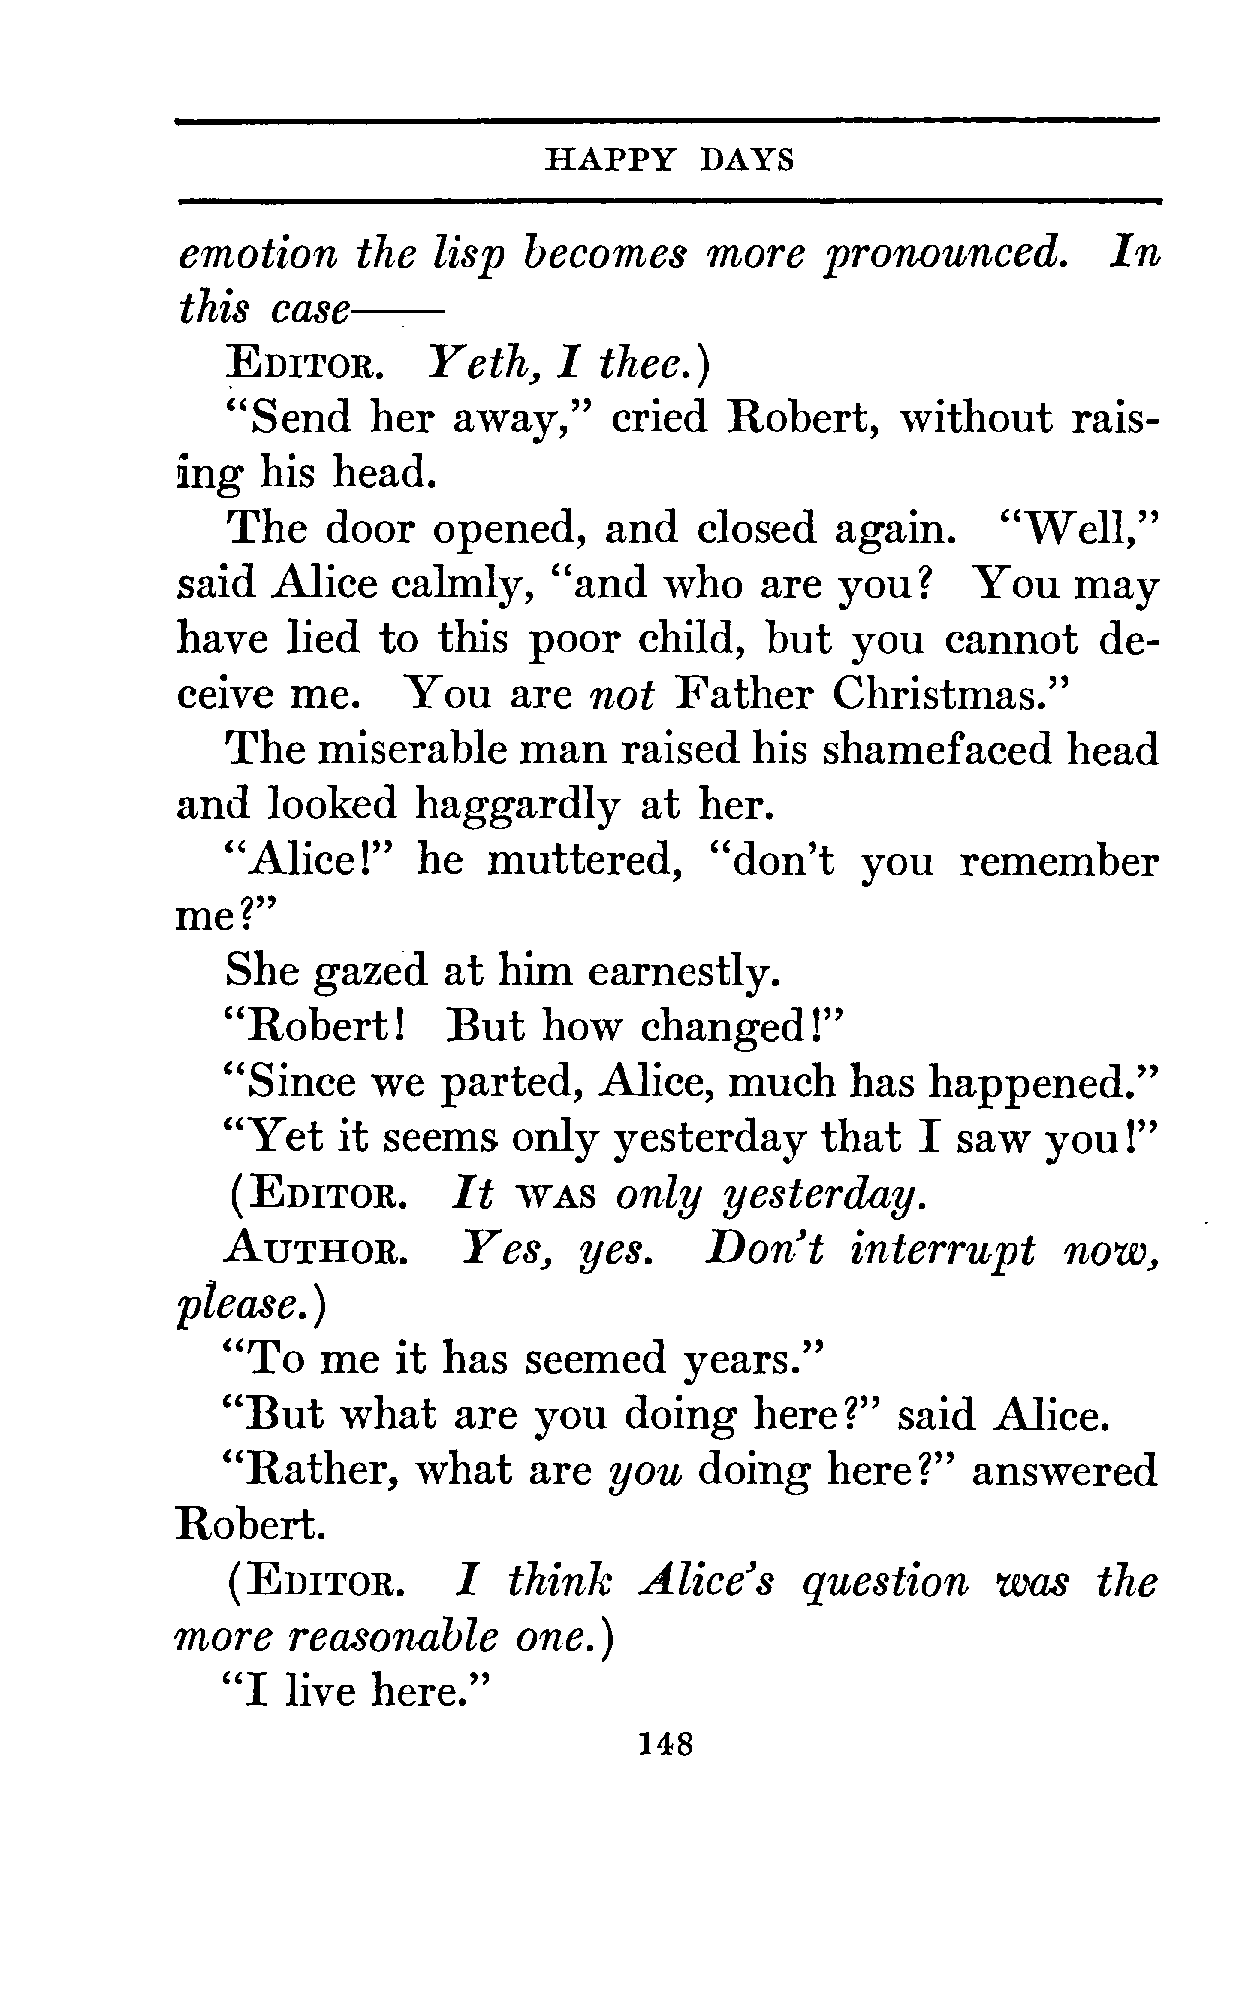 HAPPY DAYS
emotion the lisp becomes more pronounced. In
this case——
EDITOR. Yeth, I thee.)
“Send her away,” cried Robert, without rais-
ing his head.
The door opened, and closed again. “Well,”
said Alice calmly, “and who are you? You may
have lied to this poor child, but you cannot de-
ceive me. You are not Father Christmas.”
The miserable man raised his shamefaced head
and looked haggardly at her.
“Alice!” he muttered, “don’t you remember
me?”
She gazed at him earnestly.
“Robert! But how changed!”
“Since we parted, Alice, much has happened.”
“Yet it seems only yesterday that I saw you!”
(EDITOR. It WAS only yesterday.
AUTHOR. Yes, yes. Don’t interrupt now,
please.)
“To me it has seemed years.”
“But what are you doing here?” said Alice.
“Rather, what are you doing here?” answered
Robert.
(EDITOR. I think Alice’s question was the
more reasonable one.)
“I live here.”
148